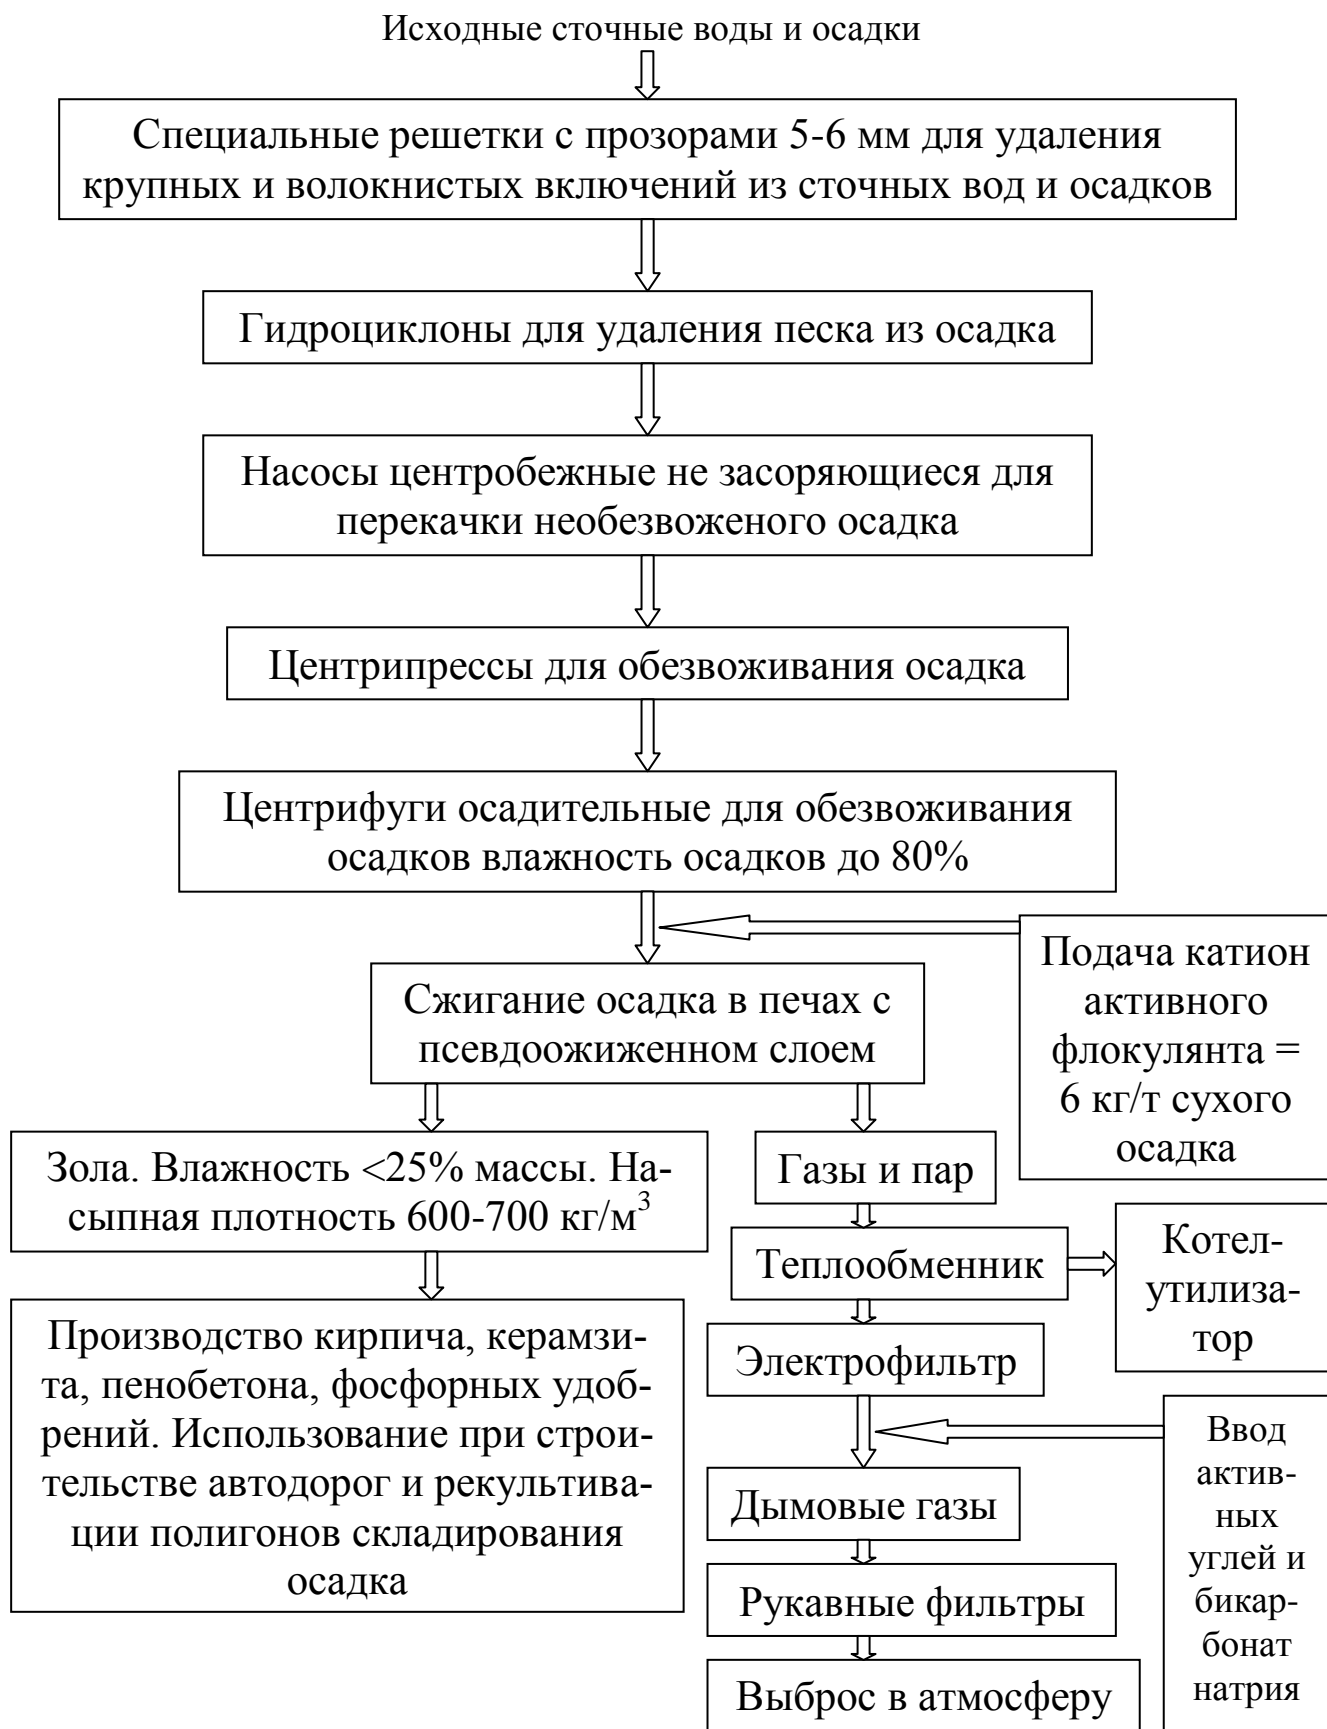 Исходные сточные воды и осадки
Специальные решетки с прозорами 5-6 мм для удаления
крупных и волокнистых включений из сточных вод и осадков
Гидроциклоны для удаления песка из осадка
Насосы центробежные не засоряющиеся для
перекачки необезвоженого осадка
Центрипрессы для обезвоживания осадка
Центрифуги осадительные для обезвоживания
осадков влажность осадков до 80%
Подача катион
активного
флокулянта =
6 кг/т сухого
осадка
Сжигание осадка в печах с
псевдоожиженном слоем
Зола. Влажность <25% массы. На-
сыпная плотность 600-700 кг/м³
Производство кирпича, керамзи-
та, пенобетона, фосфорных удоб-
рений. Использование при строи-
тельстве автодорог и рекультива-
ции полигонов складирования
осадка
Газы и пар
Теплообменник
Котел-
утилиза-
тор
Электрофильтр
Ввод
актив-
ных
углей и
бикар-
бонат
натрия
Дымовые газы
Рукавные фильтры
Выброс в атмосферу